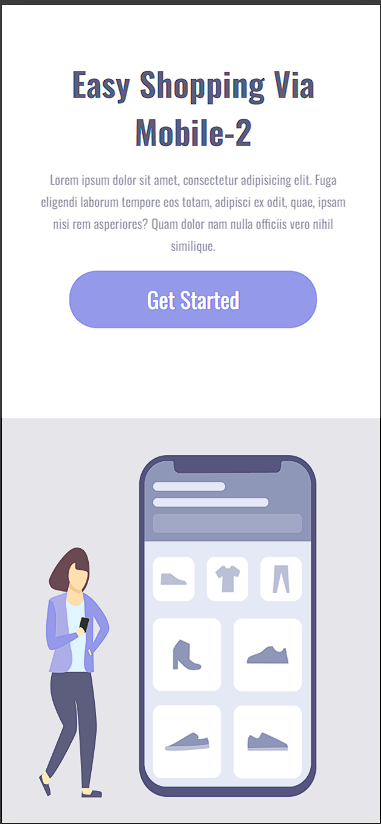 Easy Shopping Via
Mobile-2
Lorem ipsum dolor sit amet, consectetur adipisicing elit. Fuga
eligendi laborum tempore eos totam, adipisci ex odit, quae, ipsam
nisi rem asperiores? Quam dolor nam nulla officiis vero nihil
similique.
Get Started